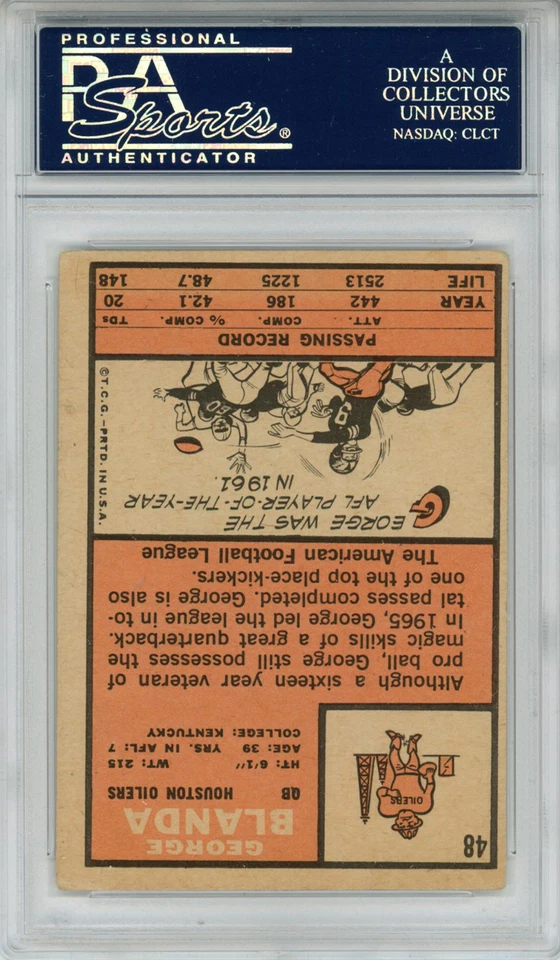 PROFESSIONAL
PSA
Sports®
AUTHENTICATOR
A
DIVISION OF
COLLECTORS
UNIVERSE
NASDAQ: CLCT
48
OILERS
GEORGE
BLANDA
QB HOUSTON OILERS
HT: 6'1" WT: 215
AGE: 39 YRS. IN AFL: 7
COLLEGE: KENTUCKY
Although a sixteen year veteran of
pro ball, George still possesses the
magic skills of a great quarterback.
In 1965, George led the league in to-
tal passes completed. George is also
one of the top place-kickers.
The American Football League
GEORGE WAS THE
AFL PLAYER-OF-THE-YEAR
IN 1961.
©T.C.G.-PRTD. IN U.S.A.
PASSING RECORD
ATT. COMP. % COMP. TDs
YEAR 442 186 42.1 20
LIFE 2513 1225 48.7 148